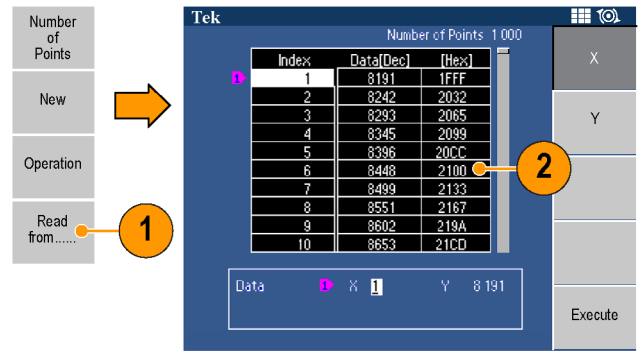 Number
of
Points
New
Operation
Read
from......
1
Tek
Number of Points 1 000
Index Data[Dec] [Hex]
1 1 8191 1FFF
2 8242 2032
3 8293 2065
4 8345 2099
5 8396 20CC
6 8448 2100
7 8499 2133
8 8551 2167
9 8602 219A
10 8653 21CD
2
Data 1 X 1 Y 8 191
X
Y
Execute